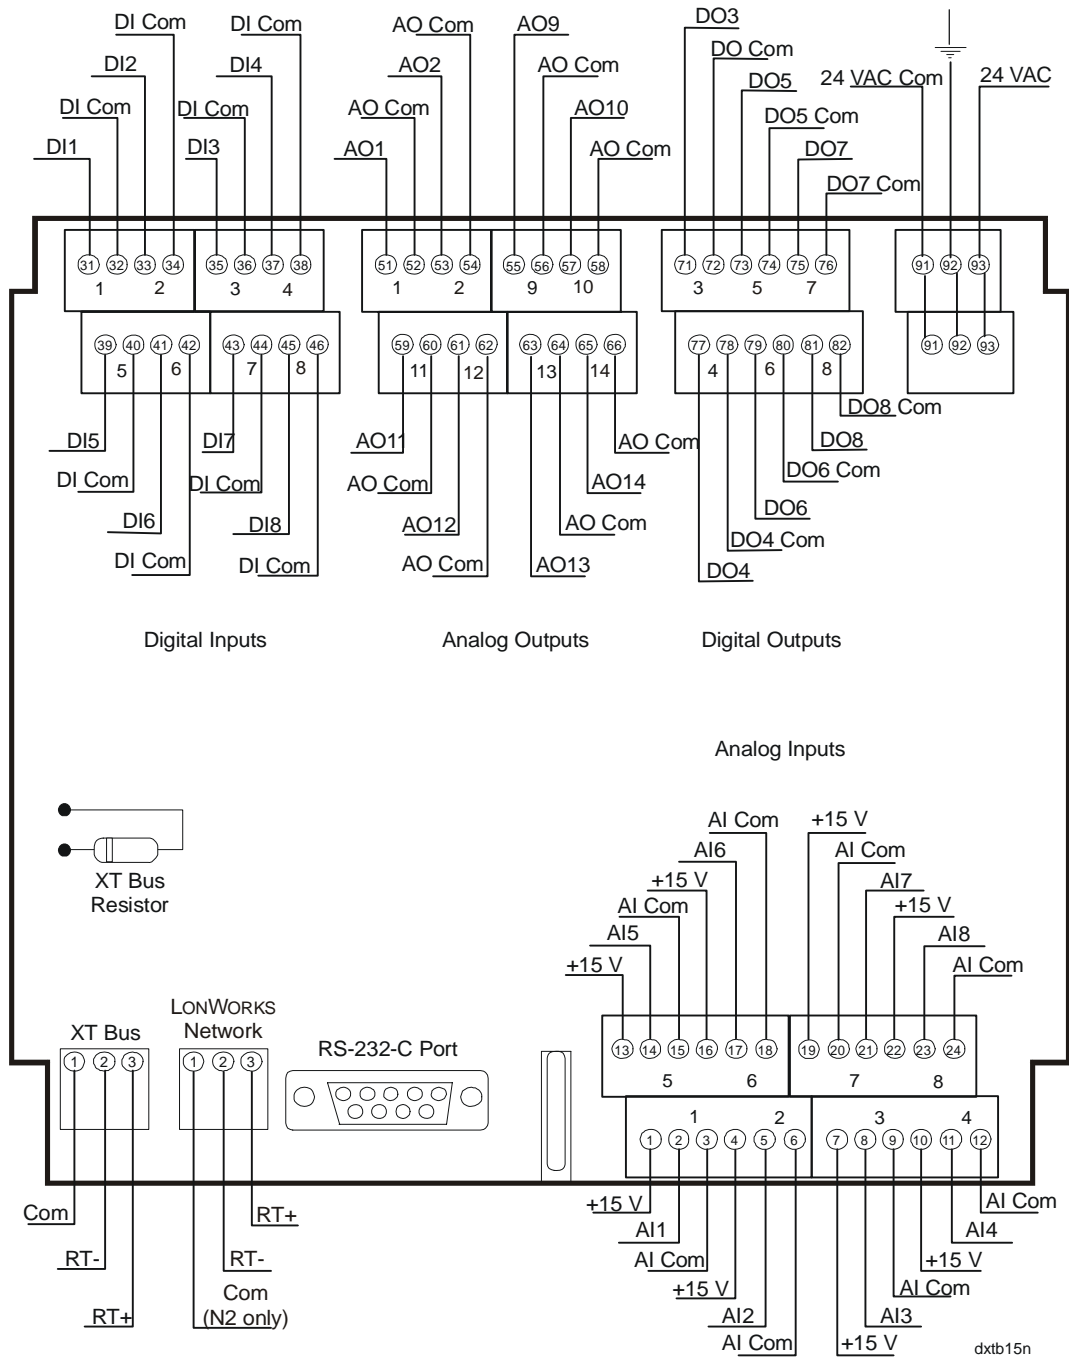 DI Com DI Com AO Com AO9 DO3
DI2 DI4 AO2 AO Com DO Com
DO5 24 VAC Com 24 VAC
DI Com DI Com AO Com AO10 DO5 Com
DI1 DI3 AO1 AO Com DO7
DO7 Com
31 32 33 34 35 36 37 38 51 52 53 54 55 56 57 58 71 72 73 74 75 76 91 92 93
1 2 3 4 1 2 9 10 3 5 7
39 40 41 42 43 44 45 46 59 60 61 62 63 64 65 66 77 78 79 80 81 82 91 92 93
5 6 7 8 11 12 13 14 4 6 8
DO8 Com
DI5 DI7 AO11 AO Com DO8
DI Com DI Com AO Com AO14 DO6 Com
DI6 DI8 AO12 AO Com DO6
DO4 Com
DI Com DI Com AO Com AO13 DO4
Digital Inputs Analog Outputs Digital Outputs
Analog Inputs
AI Com +15 V
AI6 AI Com
XT Bus
Resistor
+15 V AI7
AI Com +15 V
AI5 AI8
+15 V AI Com
LONWORKS
Network
XT Bus
RS-232-C Port
1 2 3 1 2 3
13 14 15 16 17 18 19 20 21 22 23 24
5 6 7 8
1 2 3 4
1 2 3 4 5 6 7 8 9 10 11 12
Com RT+ +15 V AI Com
AI1 AI4
RT- RT- AI Com +15 V
Com
(N2 only)
+15 V AI Com
RT+ AI2 AI3
AI Com +15 V
dxtb15n